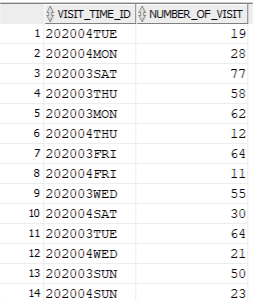 VISIT_TIME_ID NUMBER_OF_VISIT
1 202004TUE 19
2 202004MON 28
3 202003SAT 77
4 202003THU 58
5 202003MON 62
6 202004THU 12
7 202003FRI 64
8 202004FRI 11
9 202003WED 55
10 202004SAT 30
11 202003TUE 64
12 202004WED 21
13 202003SUN 50
14 202004SUN 23